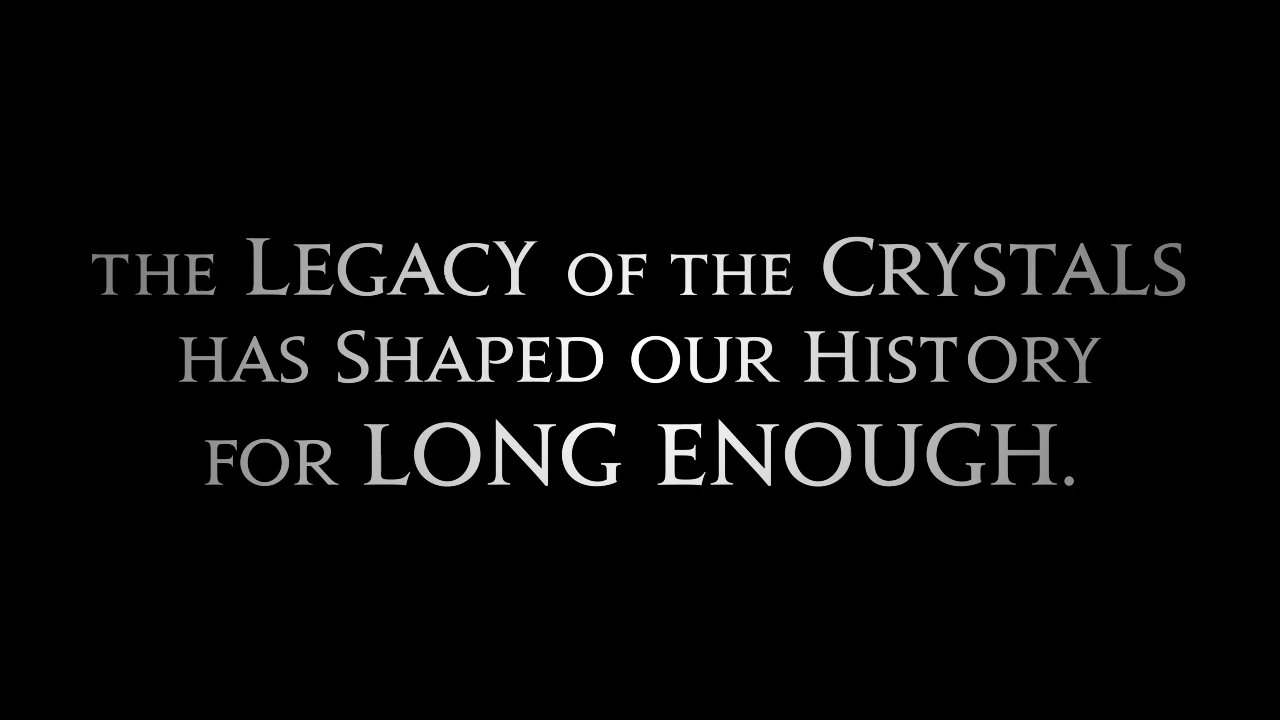 THE LEGACY OF THE CRYSTALS
HAS SHAPED OUR HISTORY
FOR LONG ENOUGH.